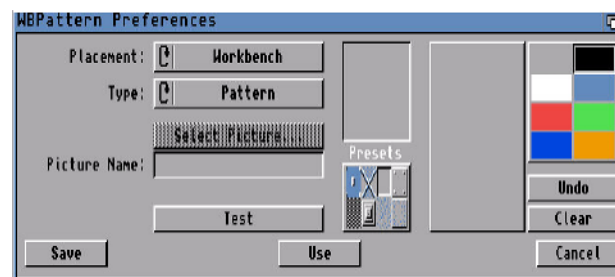 WBPattern Preferences
Placement: Workbench
Type: Pattern
Select Picture...
Picture Name:
Presets
Test
Undo
Clear
Save
Use
Cancel